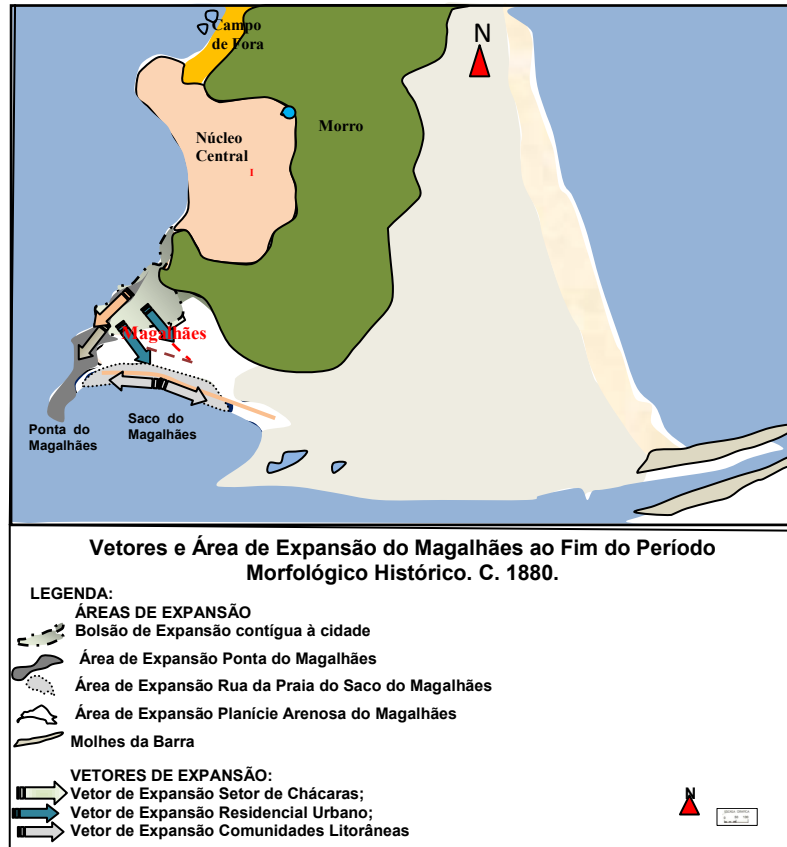 Campo
de Fora
N
Núcleo
Central
I
Morro
Magalhães
Ponta do
Magalhães
Saco do
Magalhães
Vetores e Área de Expansão do Magalhães ao Fim do Período
Morfológico Histórico. C. 1880.
LEGENDA:
ÁREAS DE EXPANSÃO
Bolsão de Expansão contígua à cidade
Área de Expansão Ponta do Magalhães
Área de Expansão Rua da Praia do Saco do Magalhães
Área de Expansão Planície Arenosa do Magalhães
Molhes da Barra
VETORES DE EXPANSÃO:
Vetor de Expansão Setor de Chácaras;
Vetor de Expansão Residencial Urbano;
Vetor de Expansão Comunidades Litorâneas
N